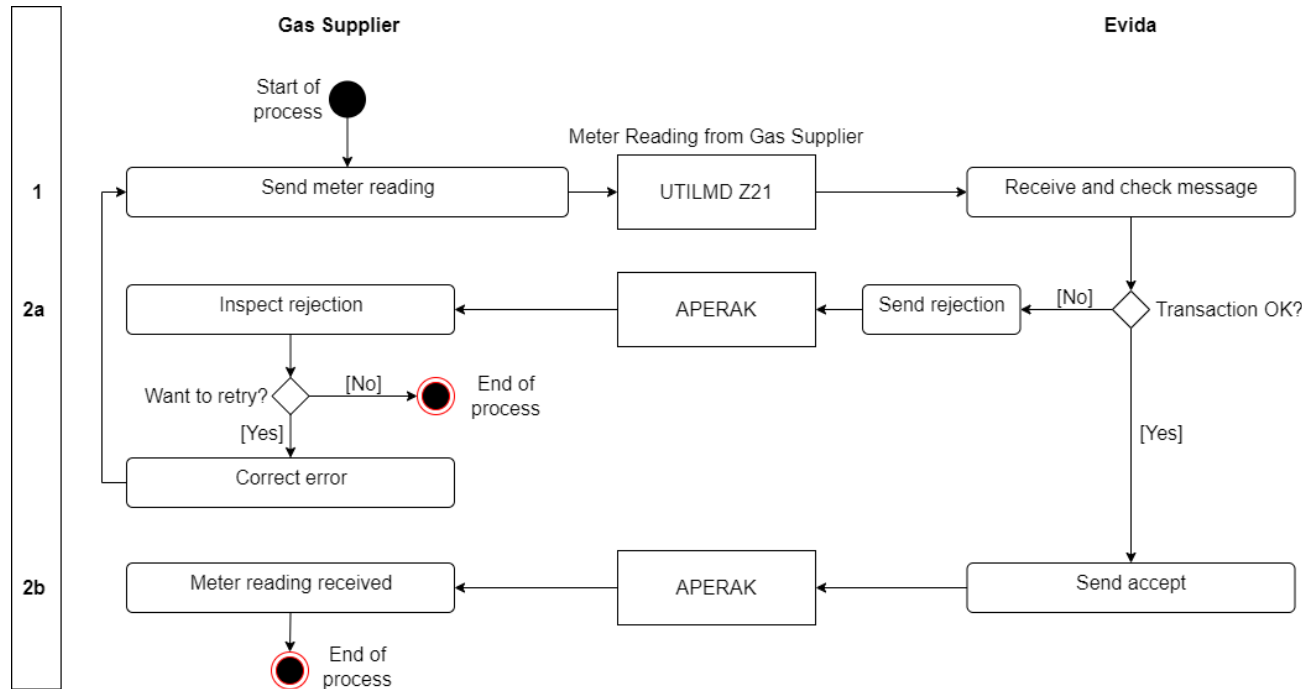 Gas Supplier
Evida
Start of
process
Meter Reading from Gas Supplier
1
Send meter reading
UTILMD Z21
Receive and check message
2a
Inspect rejection
APERAK
Send rejection
[No]
Transaction OK?
Want to retry?
[No]
End of
process
[Yes]
[Yes]
Correct error
2b
Meter reading received
APERAK
Send accept
End of
process